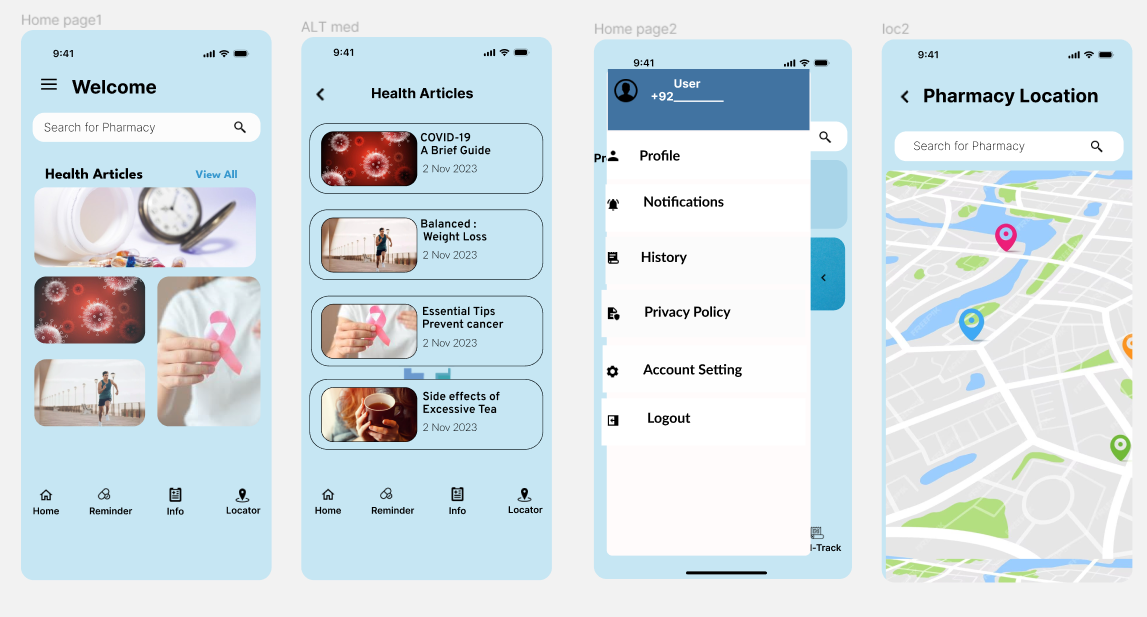 Home page1
9:41
Welcome
Search for Pharmacy
Health Articles
View All
Home
Reminder
Info
Locator
ALT med
9:41
Health Articles
COVID-19
A Brief Guide
2 Nov 2023
Balanced :
Weight Loss
2 Nov 2023
Essential Tips
Prevent cancer
2 Nov 2023
Side effects of
Excessive Tea
2 Nov 2023
Home
Reminder
Info
Locator
Home page2
9:41
User
+92_______
Pr
Profile
Notifications
History
Privacy Policy
Account Setting
Logout
l-Track
loc2
9:41
Pharmacy Location
Search for Pharmacy